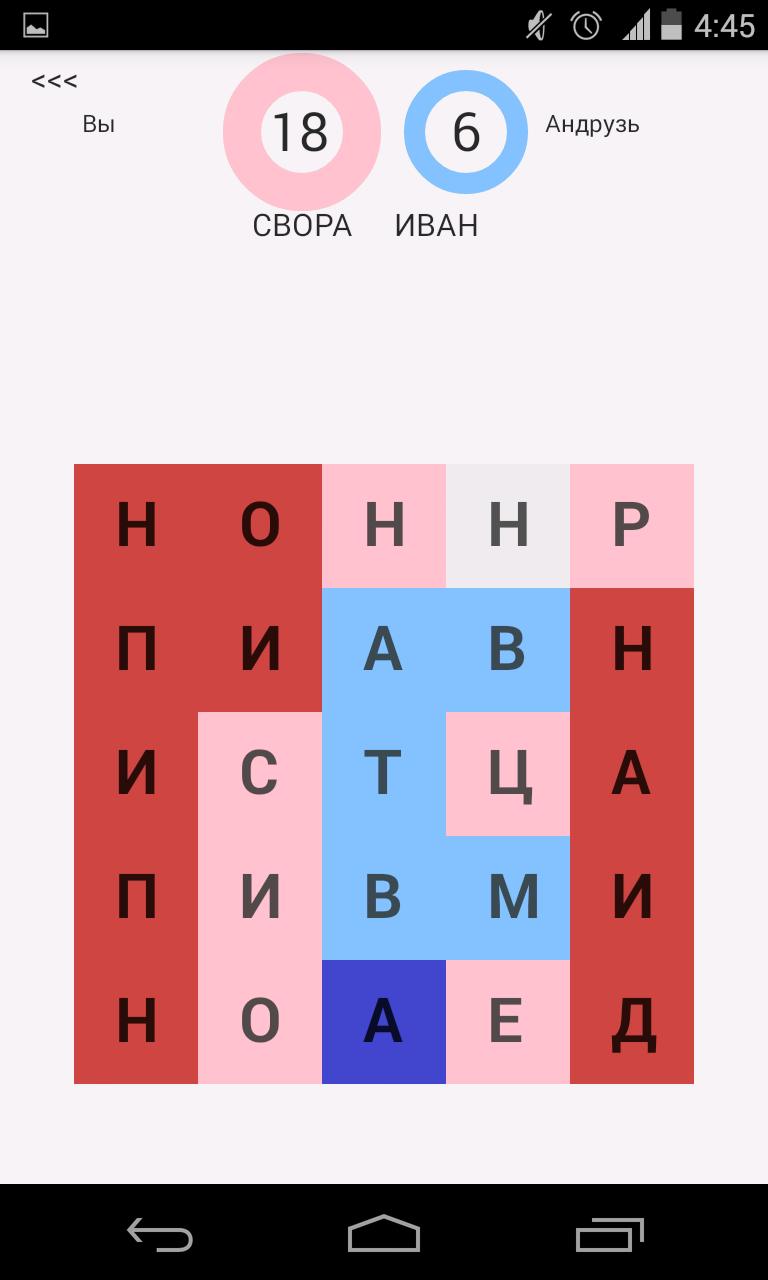 4:45
<<<
Вы 18 6 Андрузь
СВОРА ИВАН
Н О Н Н Р
П И А В Н
И С Т Ц А
П И В М И
Н О А Е Д